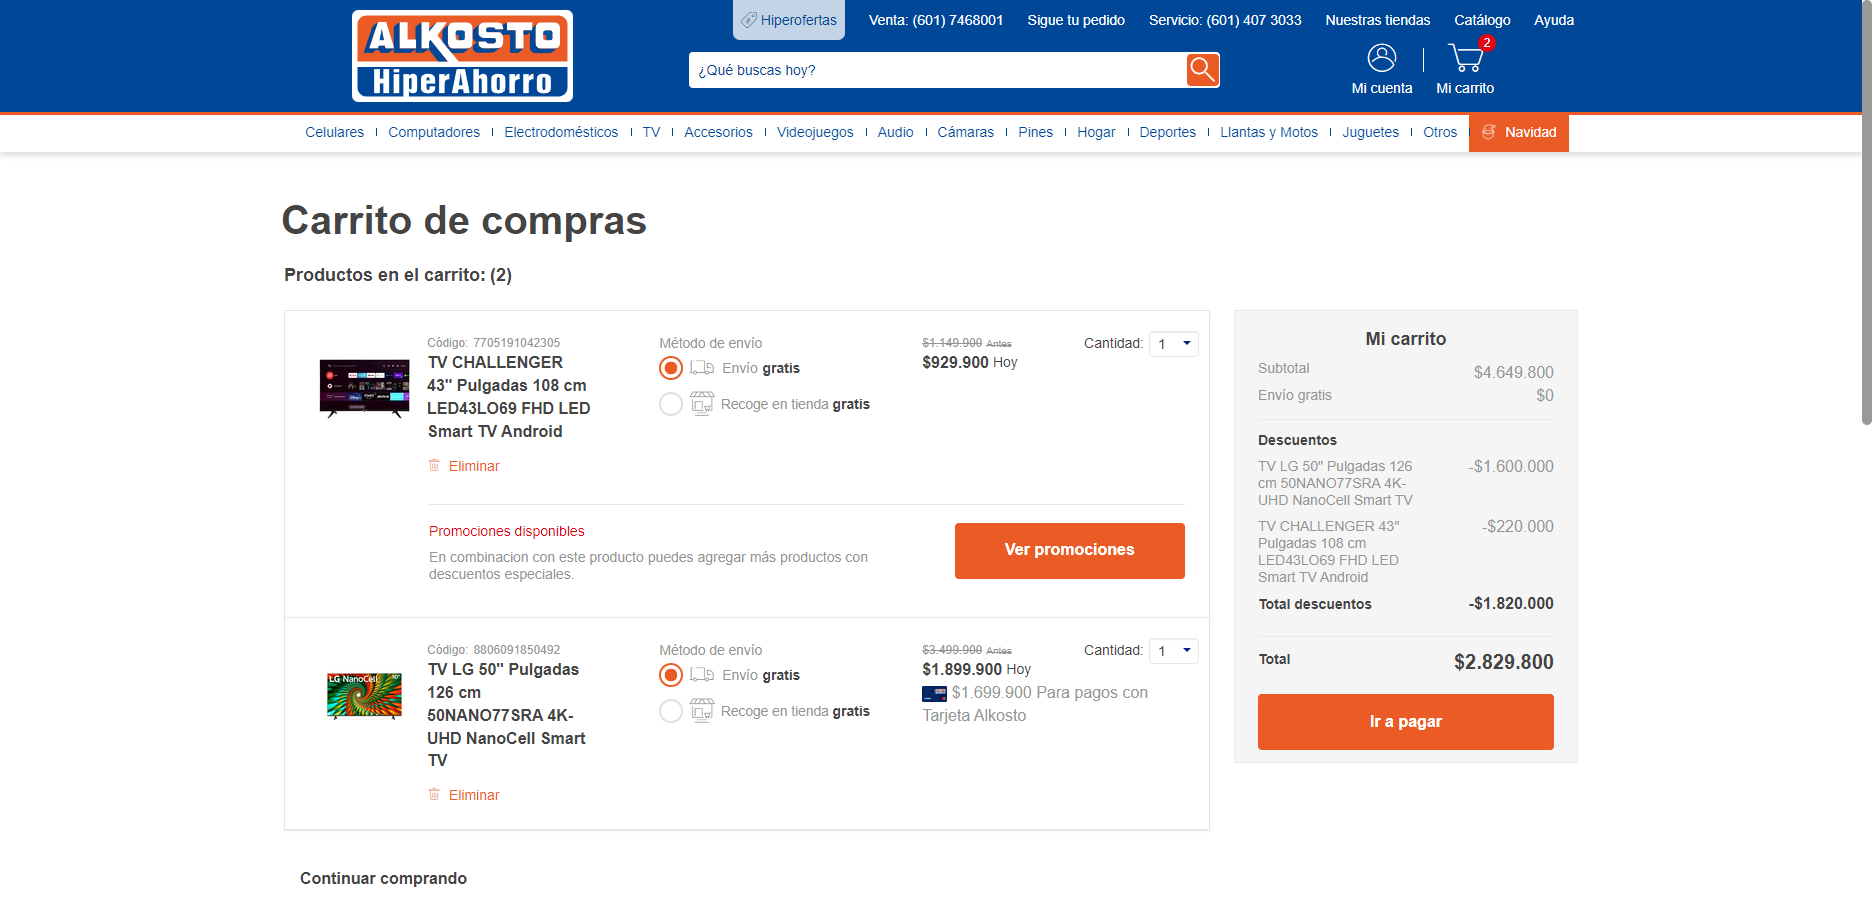 ALKOSTO
HiperAhorro
Hiperofertas
Venta: (601) 7468001
Sigue tu pedido
Servicio: (601) 407 3033
Nuestras tiendas
Catálogo
Ayuda
¿Qué buscas hoy?
2
Mi cuenta
Mi carrito
Celulares
Computadores
Electrodomésticos
TV
Accesorios
Videojuegos
Audio
Cámaras
Pines
Hogar
Deportes
Llantas y Motos
Juguetes
Otros
Navidad
Carrito de compras
Productos en el carrito: (2)
Código: 7705191042305
TV CHALLENGER
43" Pulgadas 108 cm
LED43LO69 FHD LED
Smart TV Android
Eliminar
Método de envío
Envío gratis
Recoge en tienda gratis
$1.149.900 Antes
$929.900 Hoy
Cantidad: 1
Promociones disponibles
En combinacion con este producto puedes agregar más productos con
descuentos especiales.
Ver promociones
LG NanoCell 50"
Código: 8806091850492
TV LG 50" Pulgadas
126 cm
50NANO77SRA 4K-
UHD NanoCell Smart
TV
Eliminar
Método de envío
Envío gratis
Recoge en tienda gratis
$3.499.900 Antes
$1.899.900 Hoy
$1.699.900 Para pagos con
Tarjeta Alkosto
Cantidad: 1
Continuar comprando
Mi carrito
Subtotal $4.649.800
Envío gratis $0
Descuentos
TV LG 50" Pulgadas 126 -$1.600.000
cm 50NANO77SRA 4K-
UHD NanoCell Smart TV
TV CHALLENGER 43" -$220.000
Pulgadas 108 cm
LED43LO69 FHD LED
Smart TV Android
Total descuentos -$1.820.000
Total $2.829.800
Ir a pagar